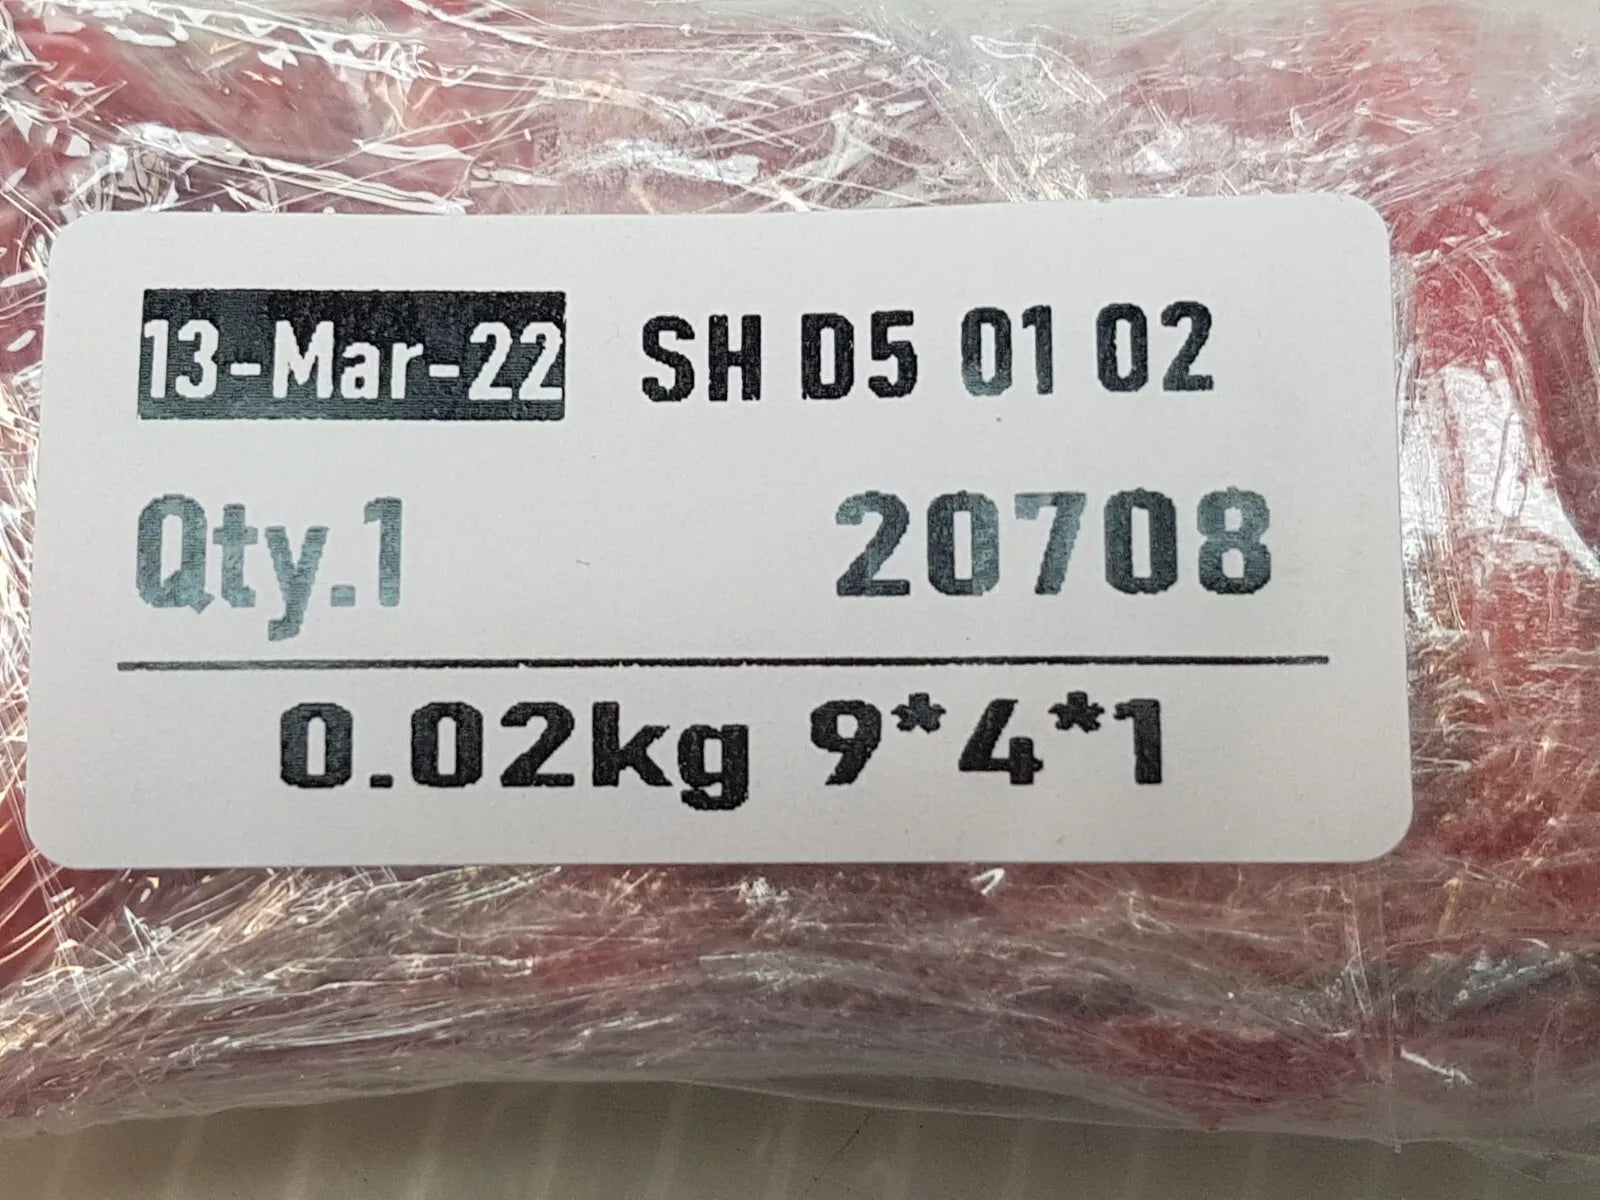 13-Mar-22 SH D5 01 02
Qty.1 20708
0.02kg 9*4*1